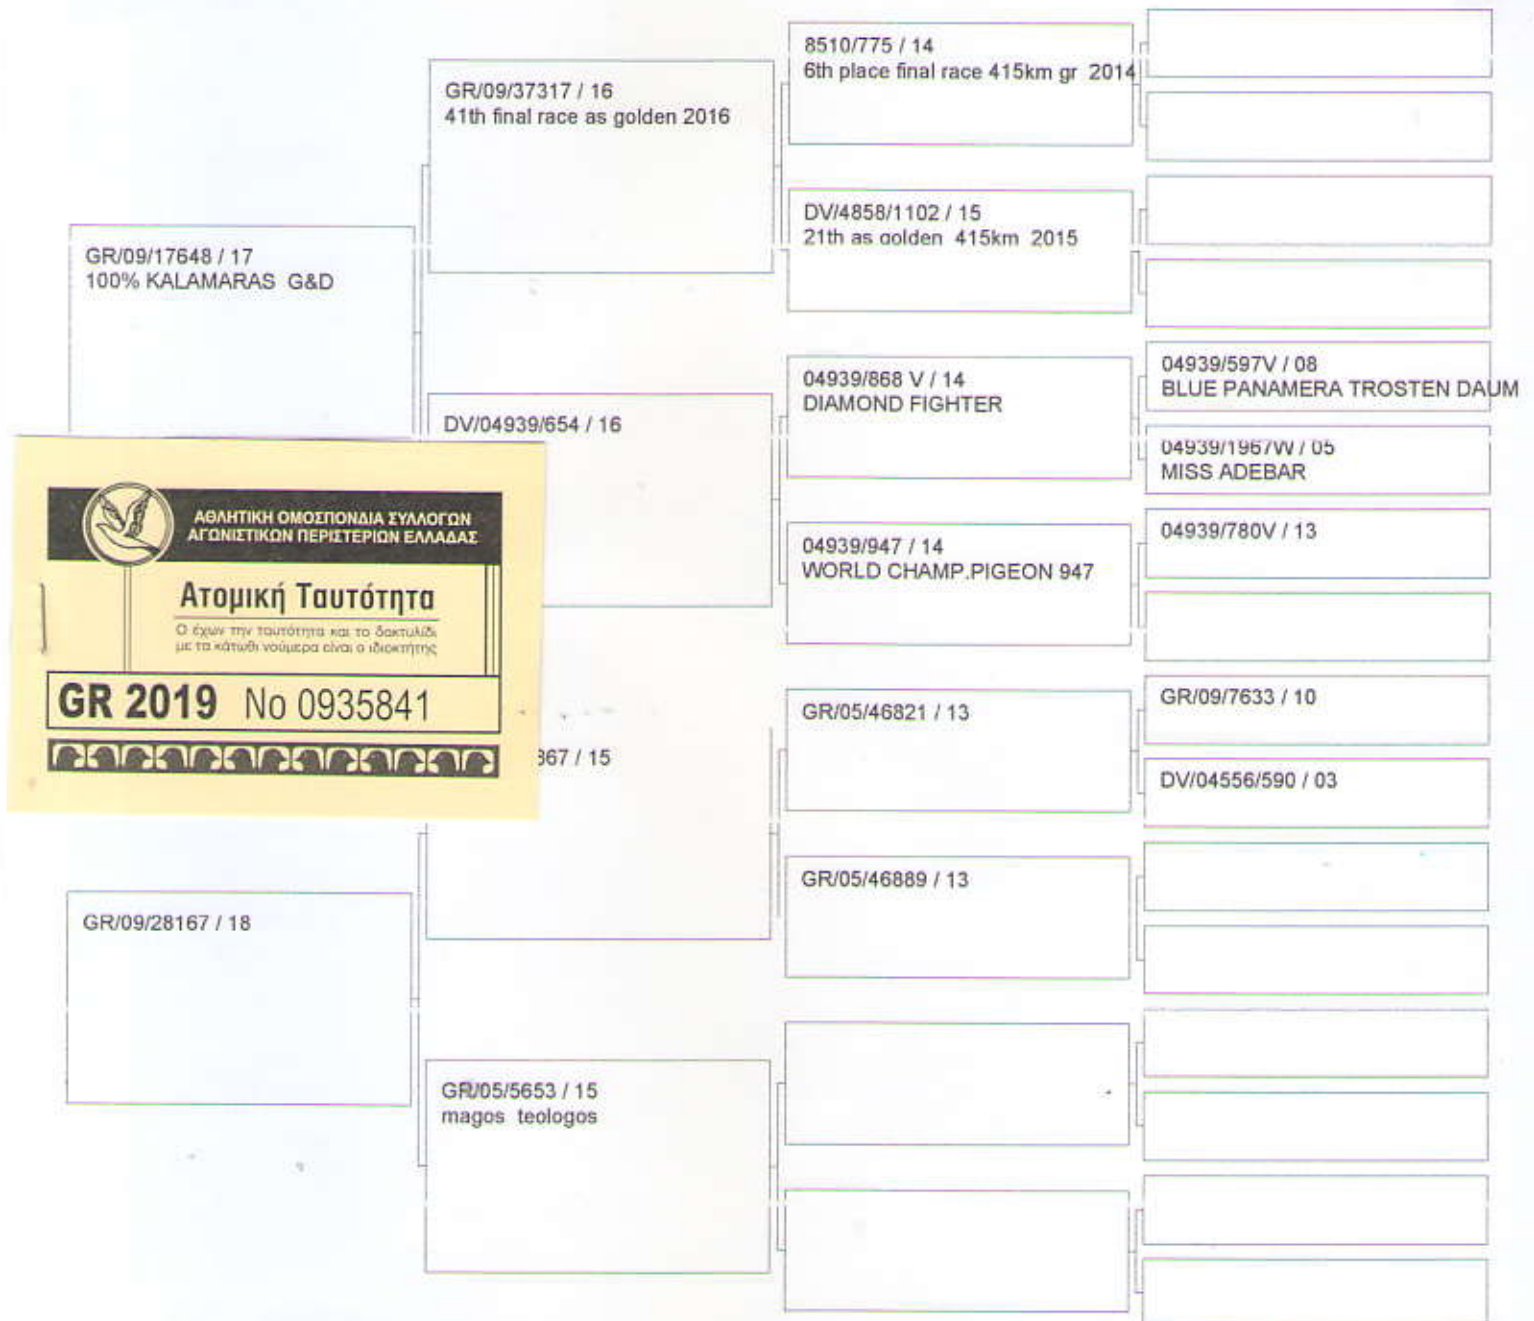 GR/09/17648 / 17
100% KALAMARAS G&D
GR/09/28167 / 18
GR/09/37317 / 16
41th final race as golden 2016
DV/04939/654 / 16
867 / 15
GR/05/5653 / 15
magos teologos
8510/775 / 14
6th place final race 415km gr 2014
DV/4858/1102 / 15
21th as golden 415km 2015
04939/868 V / 14
DIAMOND FIGHTER
04939/947 / 14
WORLD CHAMP.PIGEON 947
GR/05/46821 / 13
GR/05/46889 / 13
04939/597V / 08
BLUE PANAMERA TROSTEN DAUM
04939/1967W / 05
MISS ADEBAR
04939/780V / 13
GR/09/7633 / 10
DV/04556/590 / 03
ΑΘΛΗΤΙΚΗ ΟΜΟΣΠΟΝΔΙΑ ΣΥΛΛΟΓΩΝ
ΑΓΩΝΙΣΤΙΚΩΝ ΠΕΡΙΣΤΕΡΙΩΝ ΕΛΛΑΔΑΣ
Ατομική Ταυτότητα
Ο έχων την ταυτότητα και το δακτυλίδι
με τα κάτωθι νούμερα είναι ο ιδιοκτήτης
GR 2019 No 0935841